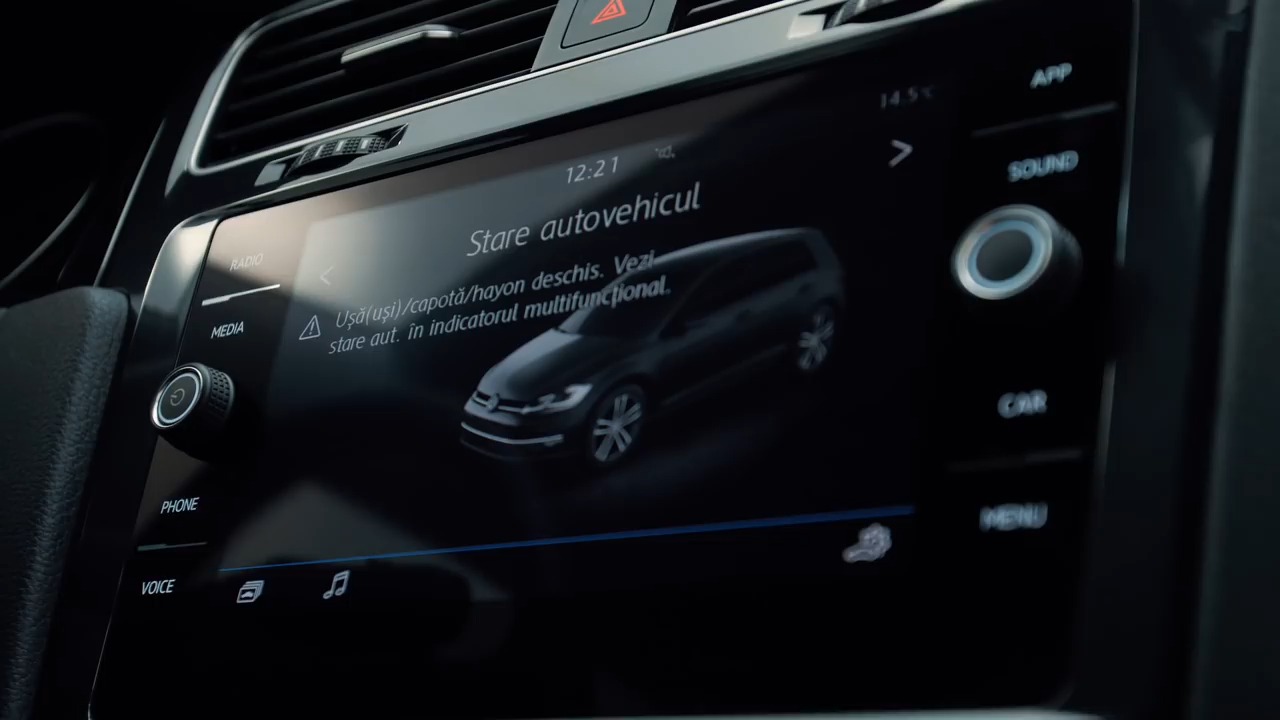 APP
14.5°C
SOUND
12:21
Stare autovehicul
RADIO
Ușă(uși)/capotă/hayon deschis. Vezi
stare aut. în indicatorul multifuncțional.
MEDIA
CAR
PHONE
MENU
VOICE